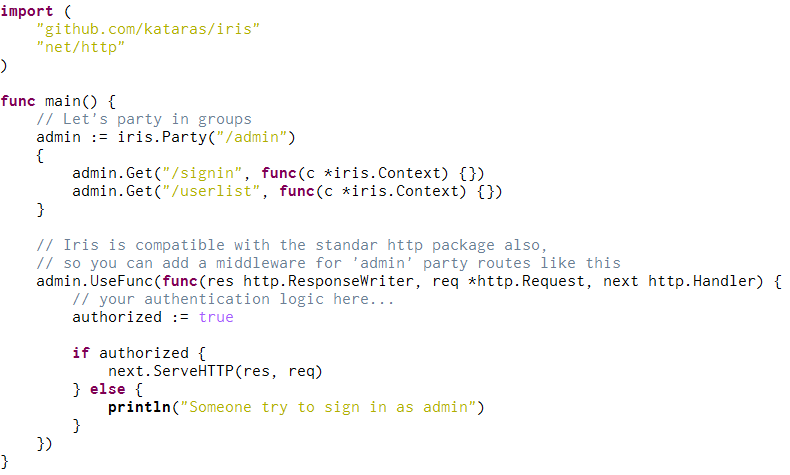 import (
    "github.com/kataras/iris"
    "net/http"
)

func main() {
    // Let's party in groups
    admin := iris.Party("/admin")
    {
        admin.Get("/signin", func(c *iris.Context) {})
        admin.Get("/userlist", func(c *iris.Context) {})
    }

    // Iris is compatible with the standar http package also,
    // so you can add a middleware for 'admin' party routes like this
    admin.UseFunc(func(res http.ResponseWriter, req *http.Request, next http.Handler) {
        // your authentication logic here...
        authorized := true

        if authorized {
            next.ServeHTTP(res, req)
        } else {
            println("Someone try to sign in as admin")
        }
    })
}